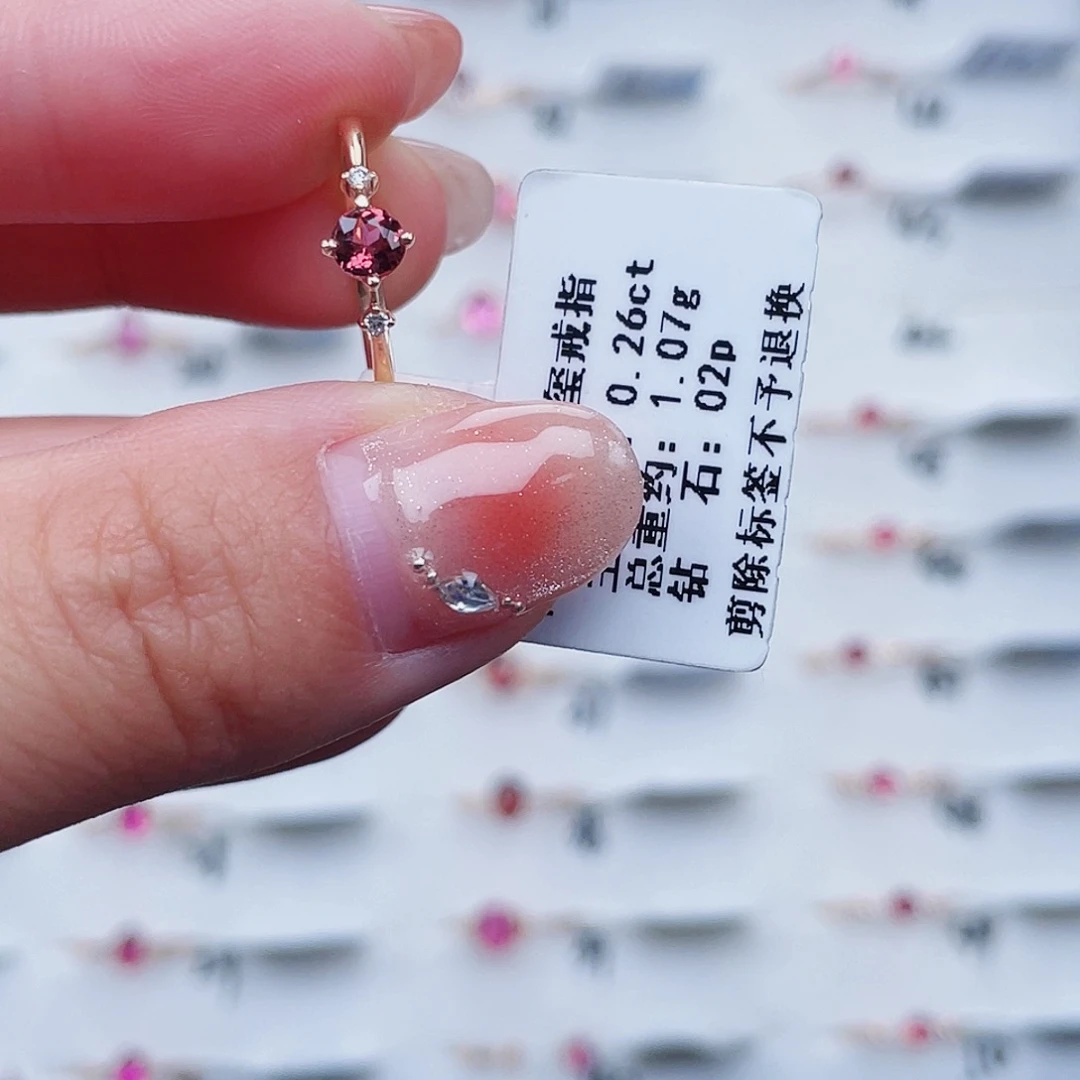 玺戒指
0.26ct
总重约: 1.07g
钻 石: 02p
剪除标签不予退换